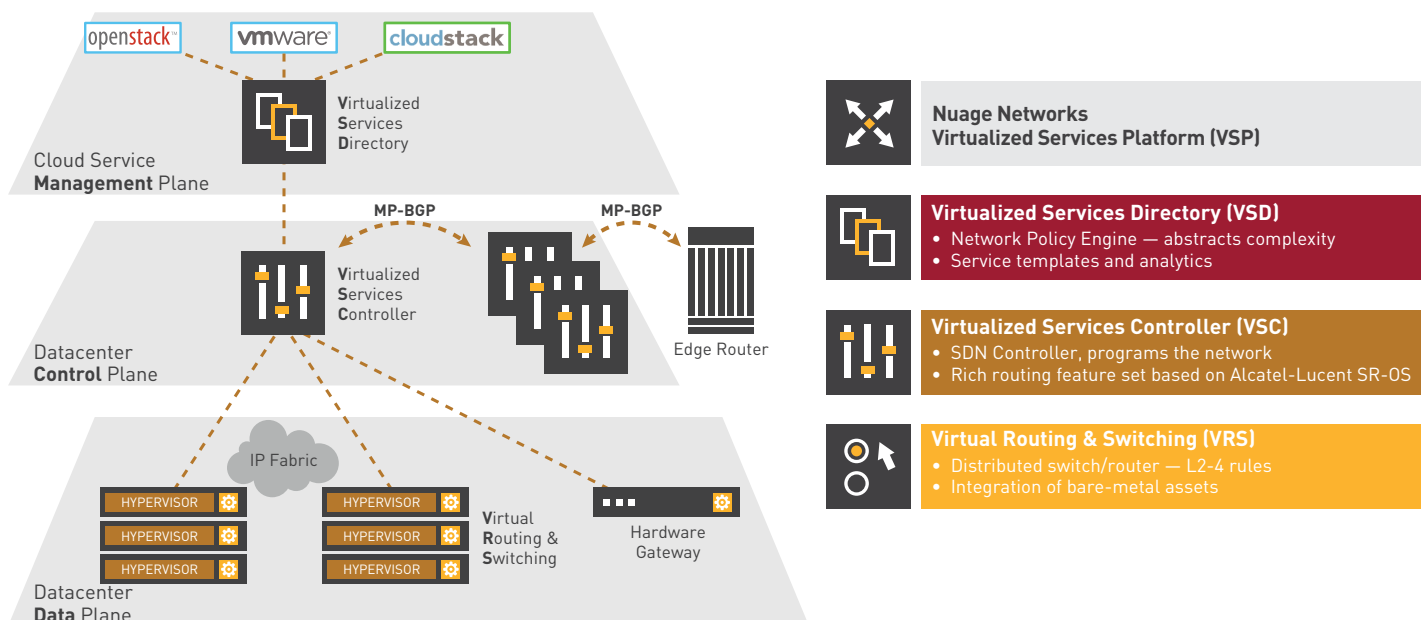 openstack™
vmware®
cloudstack
Virtualized
Services
Directory
Cloud Service
Management Plane
MP-BGP
MP-BGP
Virtualized
Services
Controller
Edge Router
Datacenter
Control Plane
IP Fabric
HYPERVISOR
HYPERVISOR
HYPERVISOR
HYPERVISOR
HYPERVISOR
HYPERVISOR
Virtual
Routing &
Switching
Hardware
Gateway
Datacenter
Data Plane
Nuage Networks
Virtualized Services Platform (VSP)
Virtualized Services Directory (VSD)
• Network Policy Engine — abstracts complexity
• Service templates and analytics
Virtualized Services Controller (VSC)
• SDN Controller, programs the network
• Rich routing feature set based on Alcatel-Lucent SR-OS
Virtual Routing & Switching (VRS)
• Distributed switch/router — L2-4 rules
• Integration of bare-metal assets